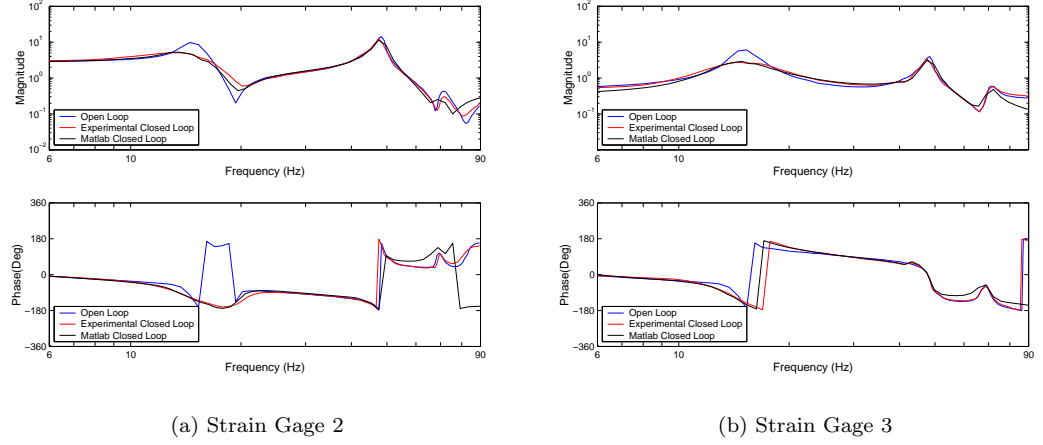 10^2
10^1
10^0
10^-1
10^-2
Magnitude
Open Loop
Experimental Closed Loop
Matlab Closed Loop
6
10
90
Frequency (Hz)
360
180
0
−180
−360
Phase(Deg)
Open Loop
Experimental Closed Loop
Matlab Closed Loop
6
10
90
Frequency (Hz)
(a) Strain Gage 2
10^2
10^1
10^0
10^-1
10^-2
Magnitude
Open Loop
Experimental Closed Loop
Matlab Closed Loop
6
10
90
Frequency (Hz)
360
180
0
−180
−360
Phase(Deg)
Open Loop
Experimental Closed Loop
Matlab Closed Loop
6
10
90
Frequency (Hz)
(b) Strain Gage 3